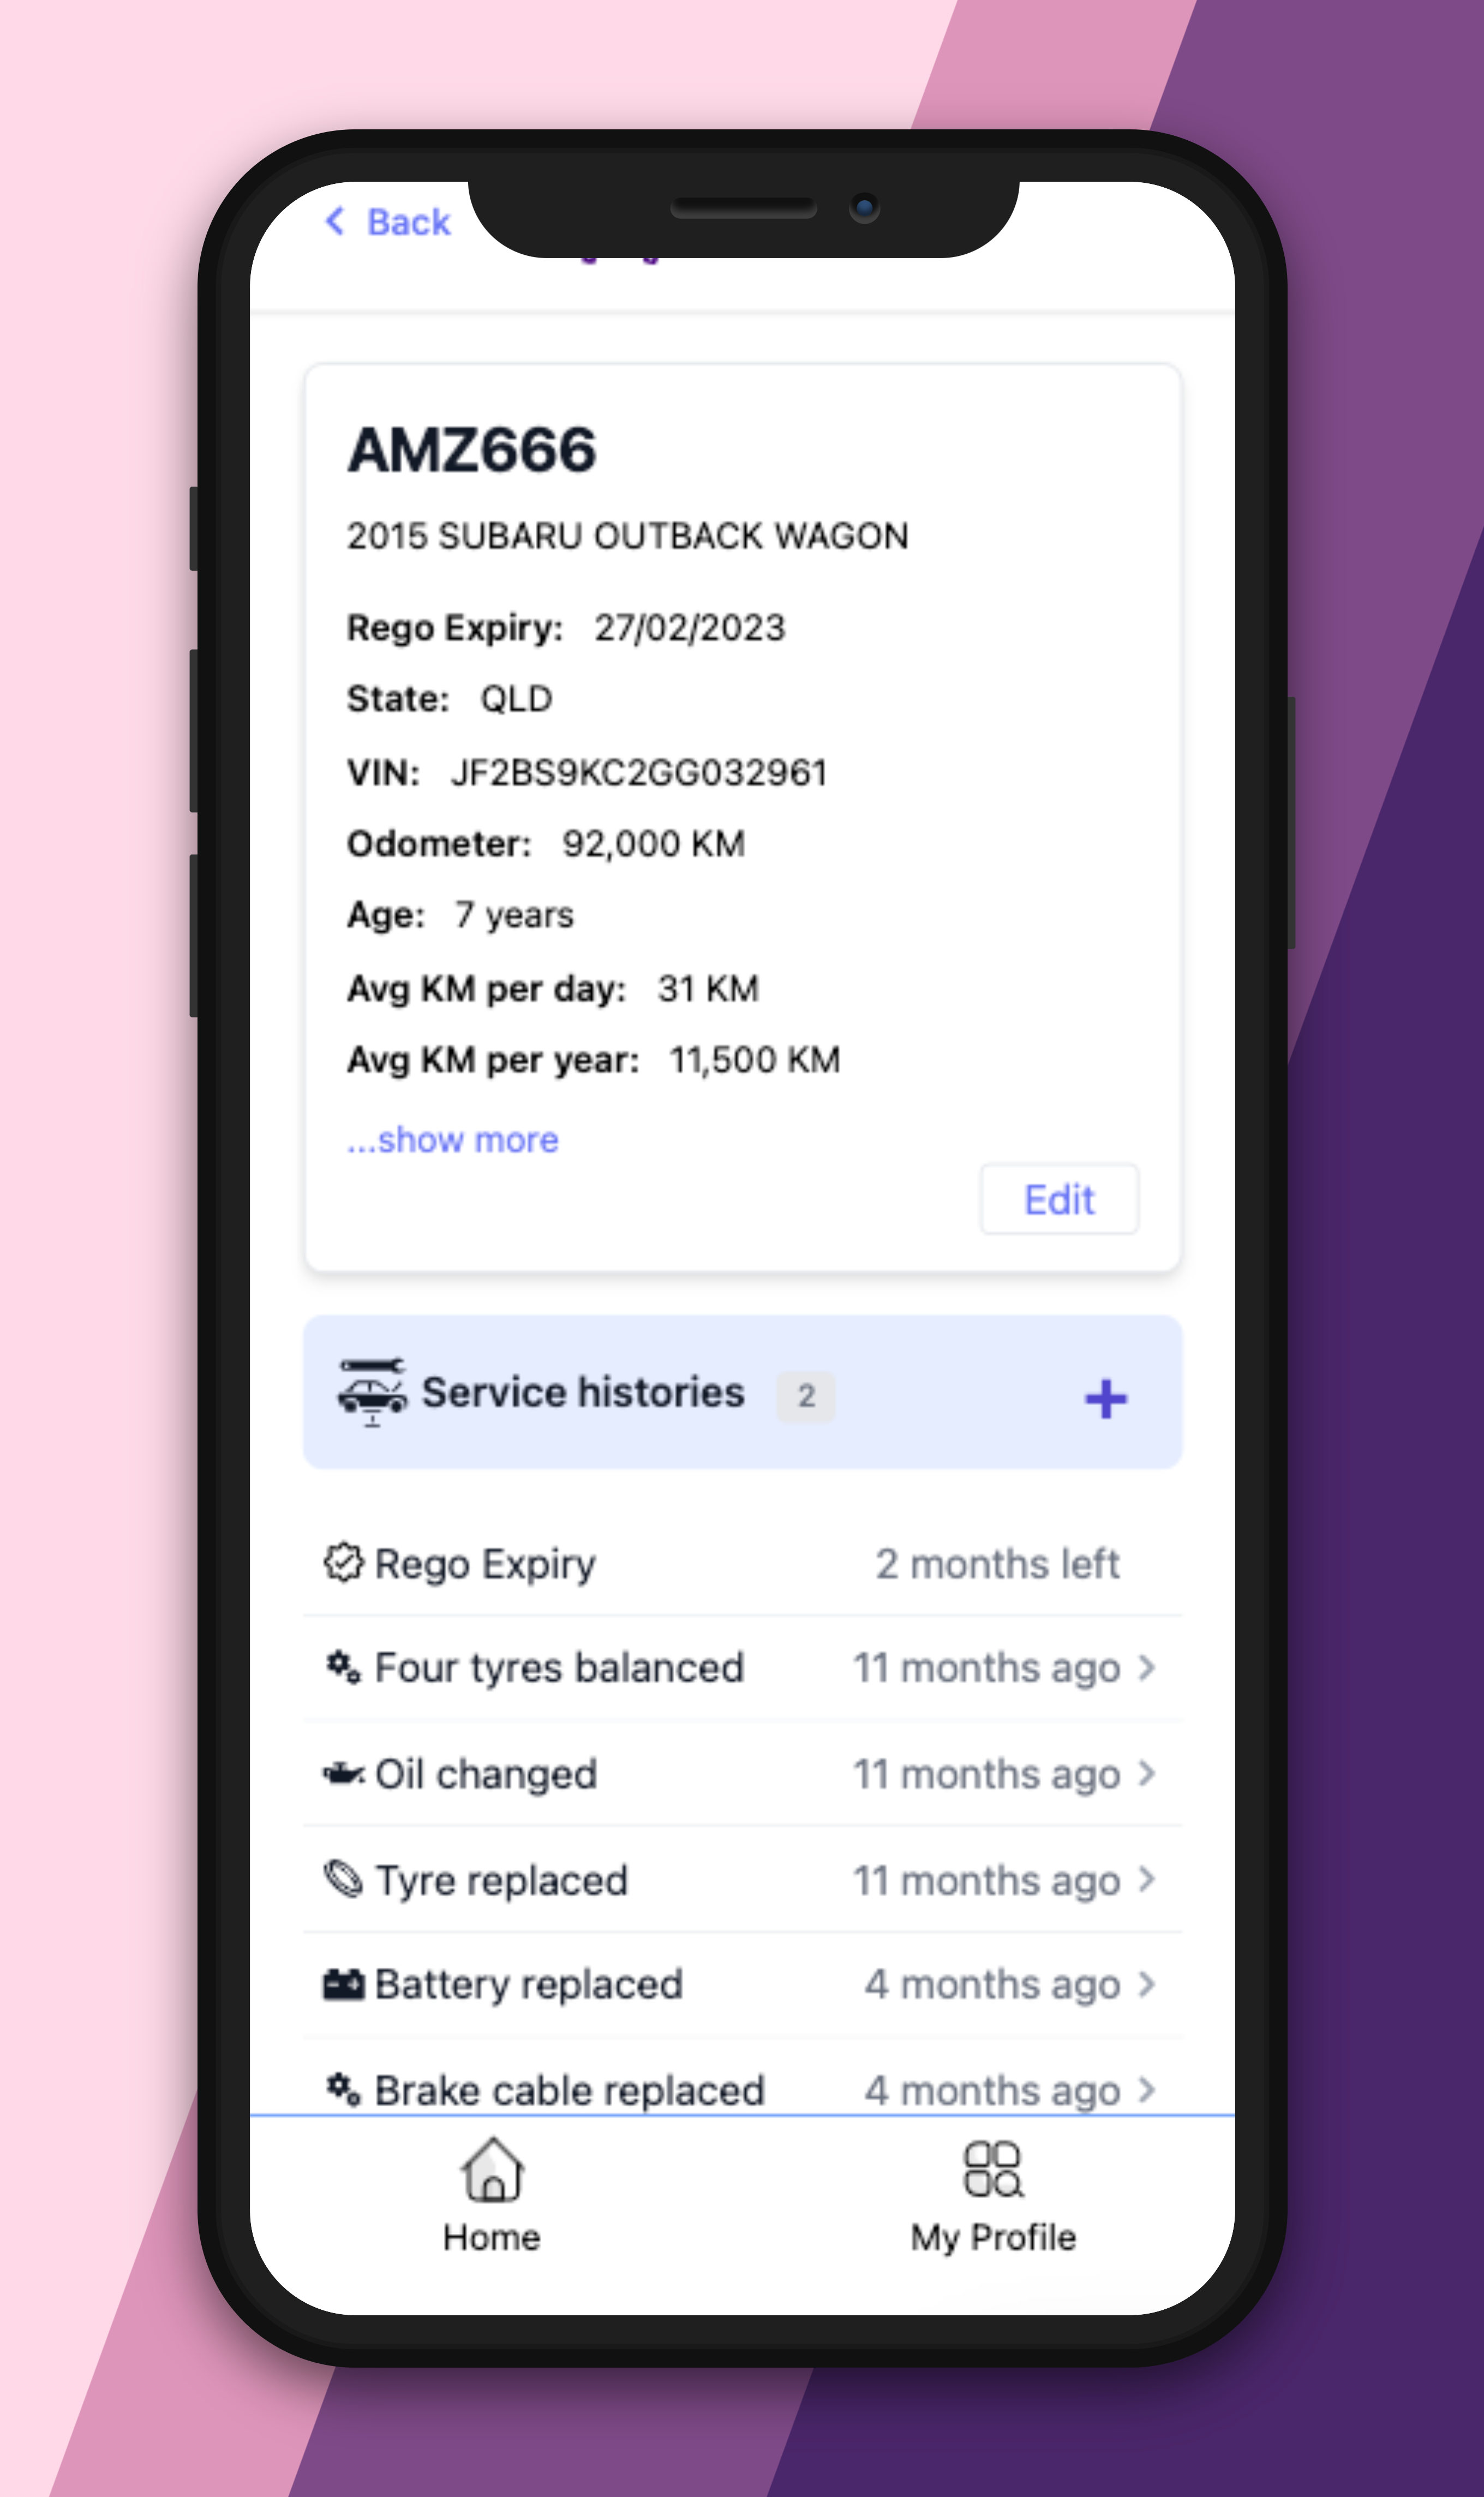 Back
AMZ666
2015 SUBARU OUTBACK WAGON
Rego Expiry: 27/02/2023
State: QLD
VIN: JF2BS9KC2GG032961
Odometer: 92,000 KM
Age: 7 years
Avg KM per day: 31 KM
Avg KM per year: 11,500 KM
...show more
Edit
Service histories 2 +
Rego Expiry 2 months left
Four tyres balanced 11 months ago
Oil changed 11 months ago
Tyre replaced 11 months ago
Battery replaced 4 months ago
Brake cable replaced 4 months ago
Home My Profile